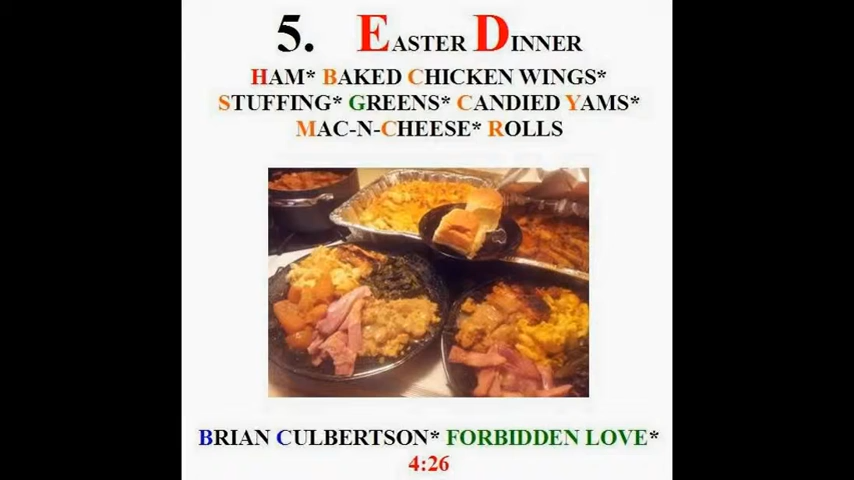 5. EASTER DINNER
HAM* BAKED CHICKEN WINGS*
STUFFING* GREENS* CANDIED YAMS*
MAC-N-CHEESE* ROLLS
BRIAN CULBERTSON* FORBIDDEN LOVE*
4:26